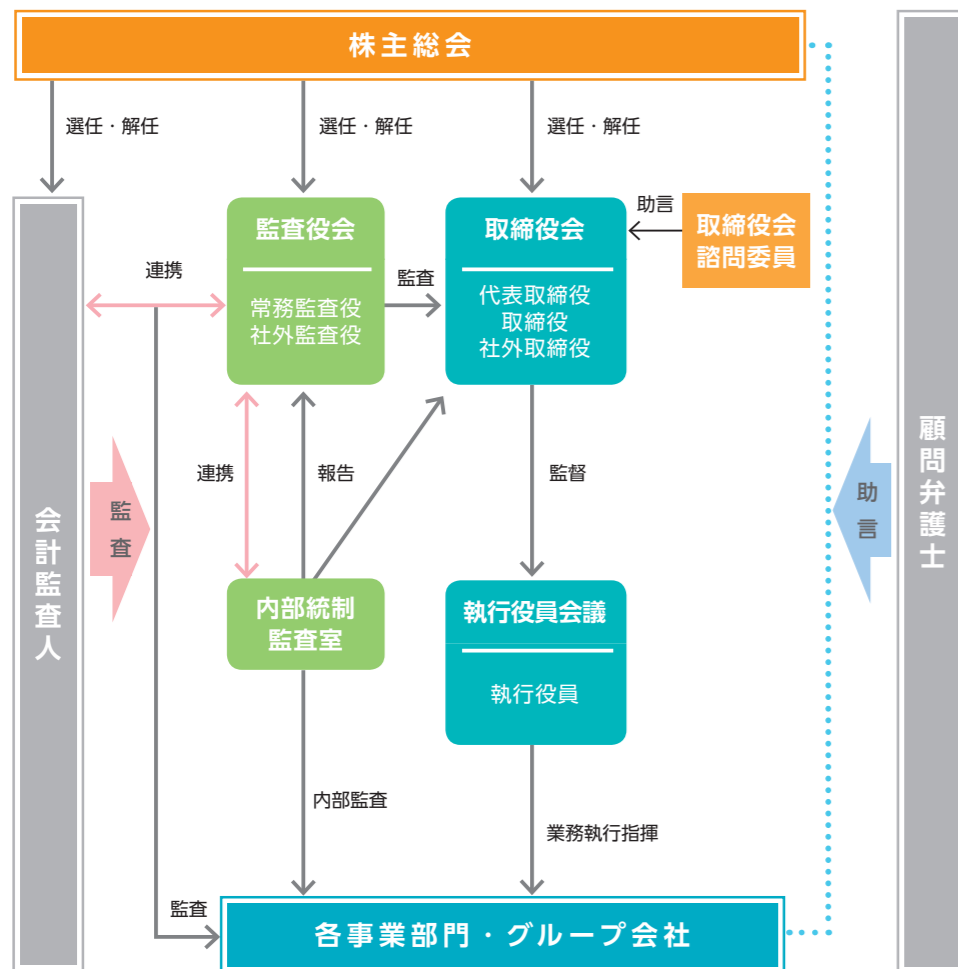 株主総会
選任・解任
選任・解任
選任・解任
監査役会
常務監査役
社外監査役
取締役会
代表取締役
取締役
社外取締役
助言
取締役会
諮問委員
連携
監査
連携
報告
監督
会計監査人
監査
助言
顧問弁護士
内部統制
監査室
執行役員会議
執行役員
内部監査
業務執行指揮
監査
各事業部門・グループ会社